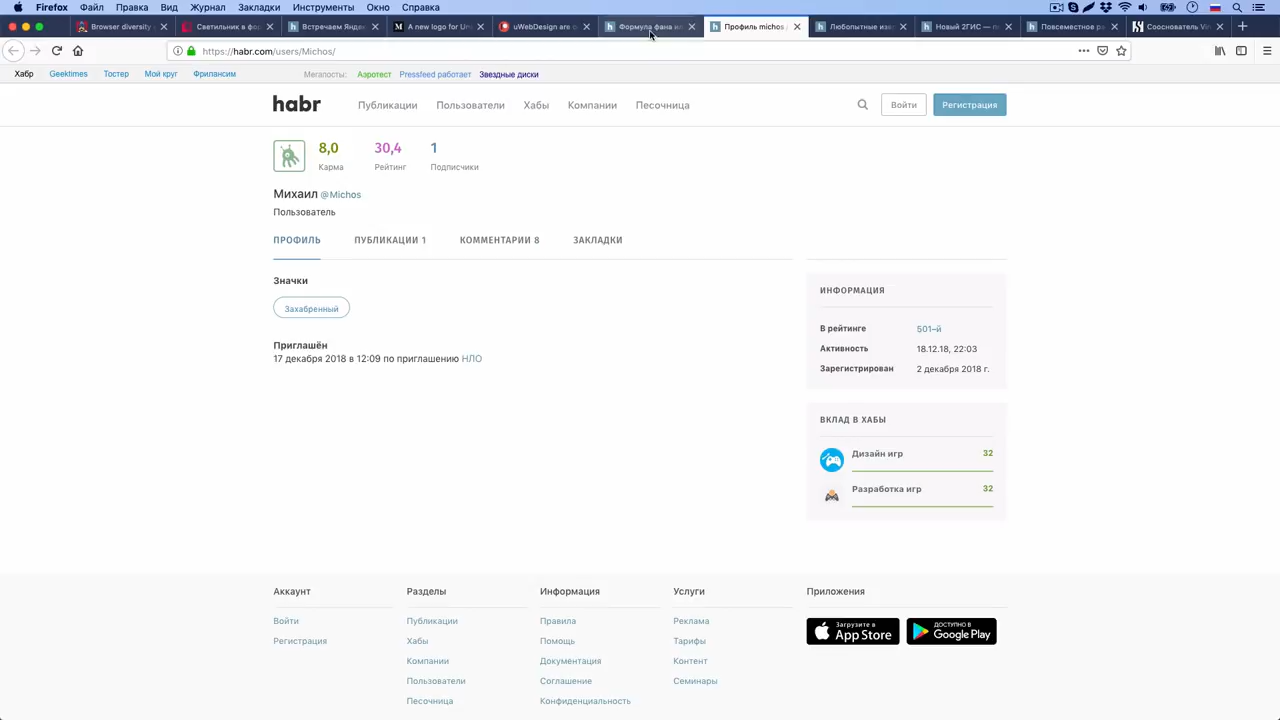 Firefox Файл Правка Вид Журнал Закладки Инструменты Окно Справка
Browser diversity Светильник в фо Встречаем Яндек A new logo for Un uWebDesign are Формула фана ил Профиль michos Любопытные изв Новый 2ГИС — п Повсеместное р Сооснователь Vin
https://habr.com/users/Michos/
Хабр Geektimes Тостер Мой круг Фрилансим Мегапосты: Аэротест Pressfeed работает Звездные диски
habr Публикации Пользователи Хабы Компании Песочница Войти Регистрация
8,0 30,4 1
Карма Рейтинг Подписчики
Михаил @Michos
Пользователь
ПРОФИЛЬ ПУБЛИКАЦИИ 1 КОММЕНТАРИИ 8 ЗАКЛАДКИ
Значки
Захабренный
Приглашён
17 декабря 2018 в 12:09 по приглашению НЛО
ИНФОРМАЦИЯ
В рейтинге 501–й
Активность 18.12.18, 22:03
Зарегистрирован 2 декабря 2018 г.
ВКЛАД В ХАБЫ
Дизайн игр 32
Разработка игр 32
Аккаунт
Войти
Регистрация
Разделы
Публикации
Хабы
Компании
Пользователи
Песочница
Информация
Правила
Помощь
Документация
Соглашение
Конфиденциальность
Услуги
Реклама
Тарифы
Контент
Семинары
Приложения
Загрузите в
App Store
ДОСТУПНО В
Google Play